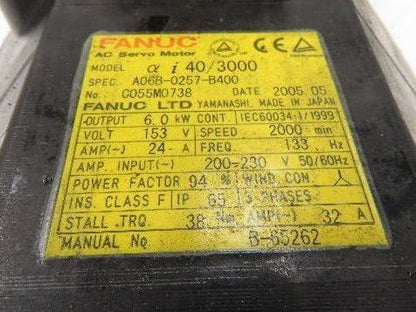 FANUC
AC Servo Motor
MODEL αi 40/3000
SPEC. A06B-0257-B400
No. C055M0738 DATE 2005.05
FANUC LTD YAMANASHI, MADE IN JAPAN
OUTPUT 6.0 kW CONT. IEC60034-1/1999
VOLT 153 V SPEED 2000 min⁻¹
AMP(~) 24 A FREQ. 133 Hz
AMP. INPUT(~) 200-230 V 50/60Hz
POWER FACTOR 94 % WIND CON. 人
INS. CLASS F IP 65 3 PHASES
STALL TRQ. 38 Nm AMP(~) 32 A
MANUAL No B-65262